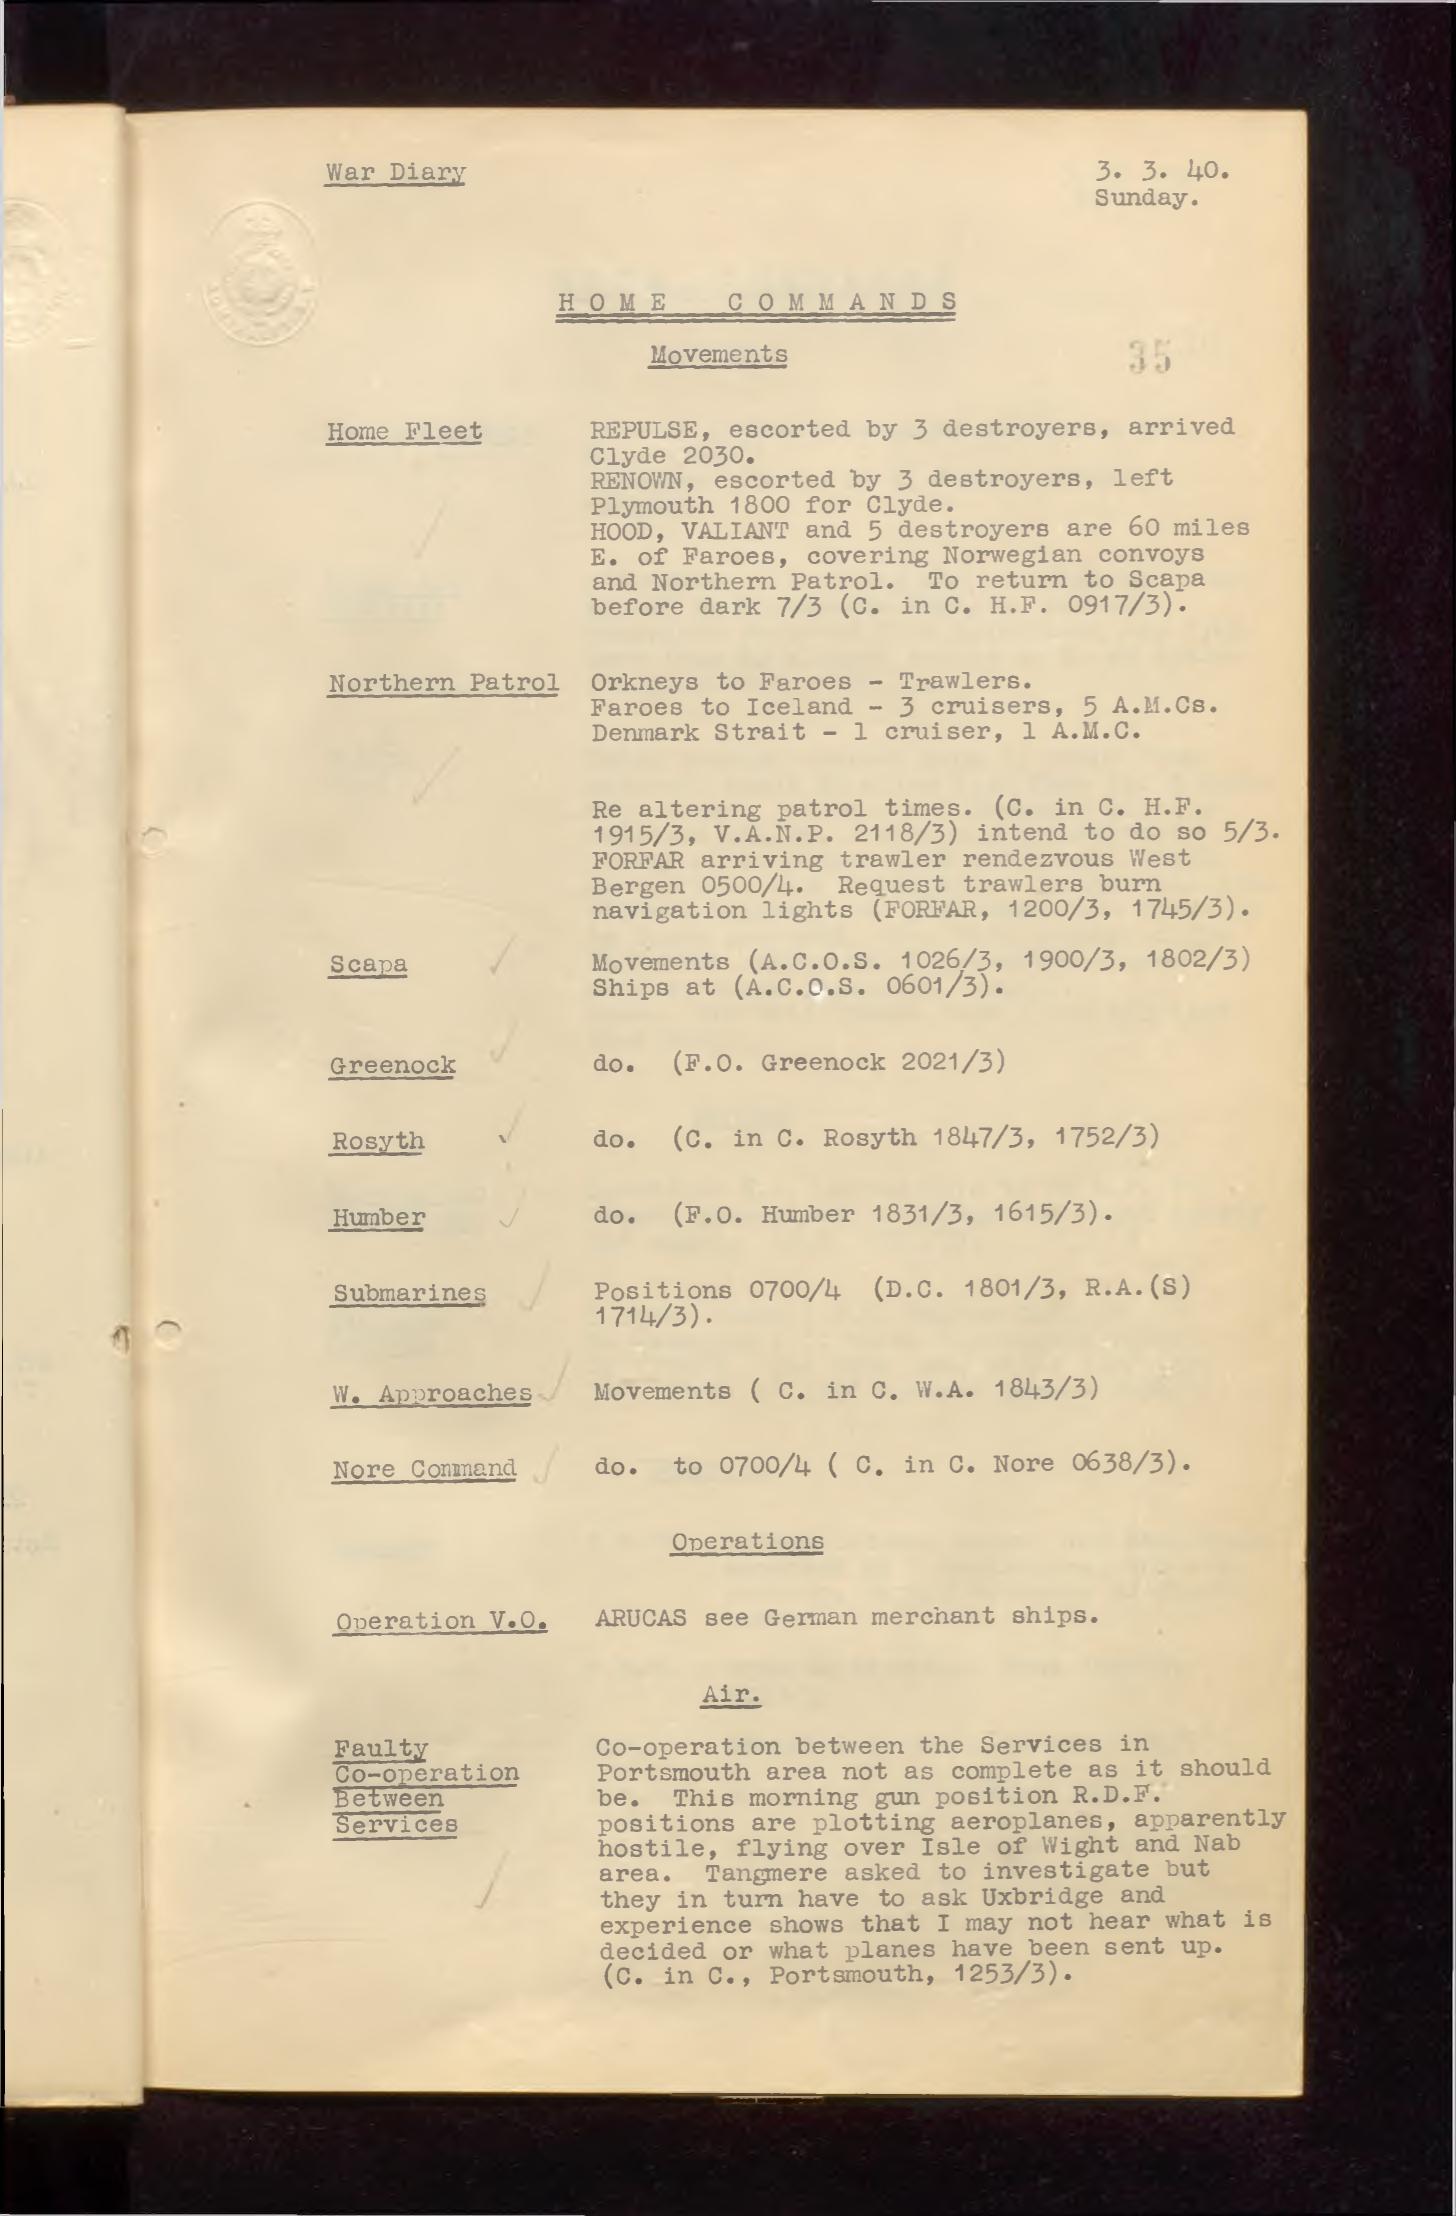 War Diary
3. 3. 40.
Sunday.
HOME COMMANDS
Movements
35
Home Fleet
REPULSE, escorted by 3 destroyers, arrived
Clyde 2030.
RENOWN, escorted by 3 destroyers, left
Plymouth 1800 for Clyde.
HOOD, VALIANT and 5 destroyers are 60 miles
E. of Faroes, covering Norwegian convoys
and Northern Patrol. To return to Scapa
before dark 7/3 (C. in C. H.F. 0917/3).
Northern Patrol
Orkneys to Faroes - Trawlers.
Faroes to Iceland - 3 cruisers, 5 A.M.Cs.
Denmark Strait - 1 cruiser, 1 A.M.C.
Re altering patrol times. (C. in C. H.F.
1915/3, V.A.N.P. 2118/3) intend to do so 5/3.
FORFAR arriving trawler rendezvous West
Bergen 0500/4. Request trawlers burn
navigation lights (FORFAR, 1200/3, 1745/3).
Scapa
Movements (A.C.O.S. 1026/3, 1900/3, 1802/3)
Ships at (A.C.O.S. 0601/3).
Greenock
do. (F.O. Greenock 2021/3)
Rosyth
do. (C. in C. Rosyth 1847/3, 1752/3)
Humber
do. (F.O. Humber 1831/3, 1615/3).
Submarines
Positions 0700/4 (D.C. 1801/3, R.A.(S)
1714/3).
W. Approaches
Movements ( C. in C. W.A. 1843/3)
Nore Command
do. to 0700/4 ( C. in C. Nore 0638/3).
Operations
Operation V.O.
ARUCAS see German merchant ships.
Air.
Faulty
Co-operation
Between
Services
Co-operation between the Services in
Portsmouth area not as complete as it should
be. This morning gun position R.D.F.
positions are plotting aeroplanes, apparently
hostile, flying over Isle of Wight and Nab
area. Tangmere asked to investigate but
they in turn have to ask Uxbridge and
experience shows that I may not hear what is
decided or what planes have been sent up.
(C. in C., Portsmouth, 1253/3).